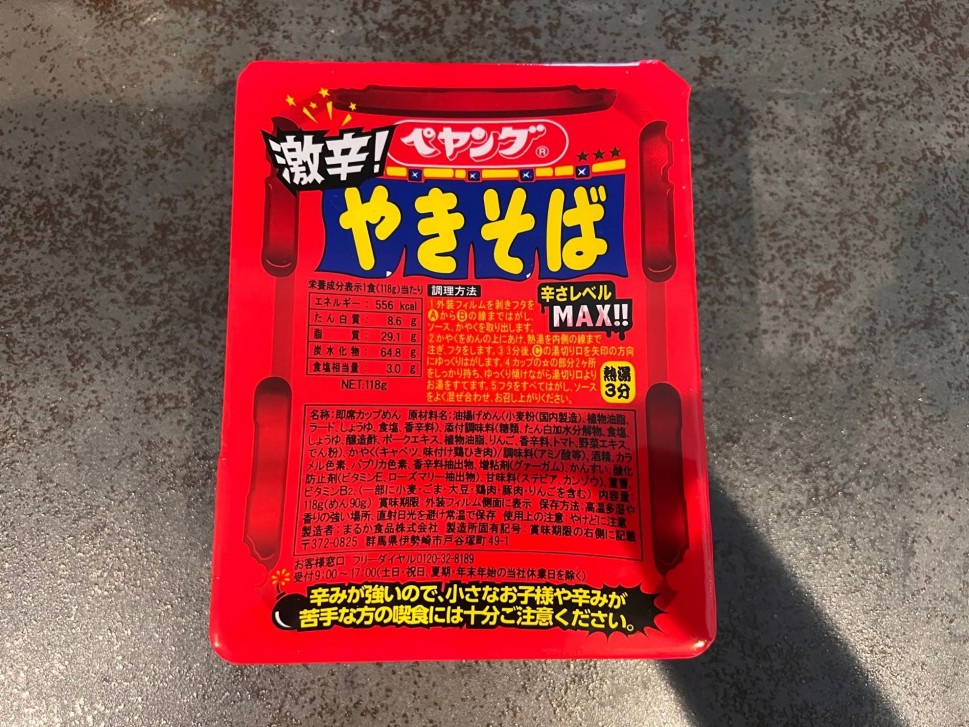 激辛!
ペヤング®
やきそば
栄養成分表示1食(118g)当たり
エネルギー: 556 kcal
たん白質: 8.6 g
脂質: 29.1 g
炭水化物: 64.8 g
食塩相当量: 3.0 g
NET.118g
調理方法
1外装フィルムを剥きフタを
ⒶからⒷの線まではがし、
ソース、かやくを取り出します。
2かやくをめんの上にあけ、熱湯を内側の線まで
注ぎ、フタをします。3 3分後、Ⓒの湯切り口を矢印の方向
にゆっくりはがします。4カップの☆の部分2ヶ所
をしっかり持ち、ゆっくり傾けながら湯切り口より
お湯をすてます。5フタをすべてはがし、ソース
をよく混ぜ合わせ、お召し上がりください。
辛さレベル
MAX!!
熱湯
3分
名称:即席カップめん 原材料名:油揚げめん(小麦粉(国内製造)、植物油脂、
ラード、しょうゆ、食塩、香辛料)、添付調味料(糖類、たん白加水分解物、食塩、
しょうゆ、醸造酢、ポークエキス、植物油脂、りんご、香辛料、トマト、野菜エキス、
でん粉)、かやく(キャベツ、味付け鶏ひき肉)/調味料(アミノ酸等)、酒精、カラ
メル色素、パプリカ色素、香辛料抽出物、増粘剤(グァーガム)、かんすい、酸化
防止剤(ビタミンE、ローズマリー抽出物)、甘味料(ステビア、カンゾウ)、重曹、
ビタミンB2、(一部に小麦・ごま・大豆・鶏肉・豚肉・りんごを含む) 内容量:
118g(めん90g) 賞味期限:外装フィルム側面に表示 保存方法:高温多湿や
香りの強い場所、直射日光を避け常温で保存 使用上の注意:やけどに注意
製造者:まるか食品株式会社 製造所固有記号 賞味期限の右側に記載
〒372-0825 群馬県伊勢崎市戸谷塚町49-1
お客様窓口 フリーダイヤル0120-32-8189
受付9:00〜17:00(土日・祝日、夏期・年末年始の当社休業日を除く)
辛みが強いので、小さなお子様や辛みが
苦手な方の喫食には十分ご注意ください。